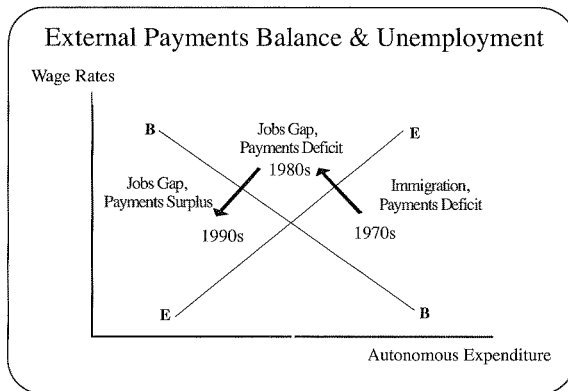 External Payments Balance & Unemployment
Wage Rates
B
Jobs Gap,
Payments Deficit
1980s
E
Jobs Gap,
Payments Surplus
1990s
Immigration,
Payments Deficit
1970s
E
B
Autonomous Expenditure